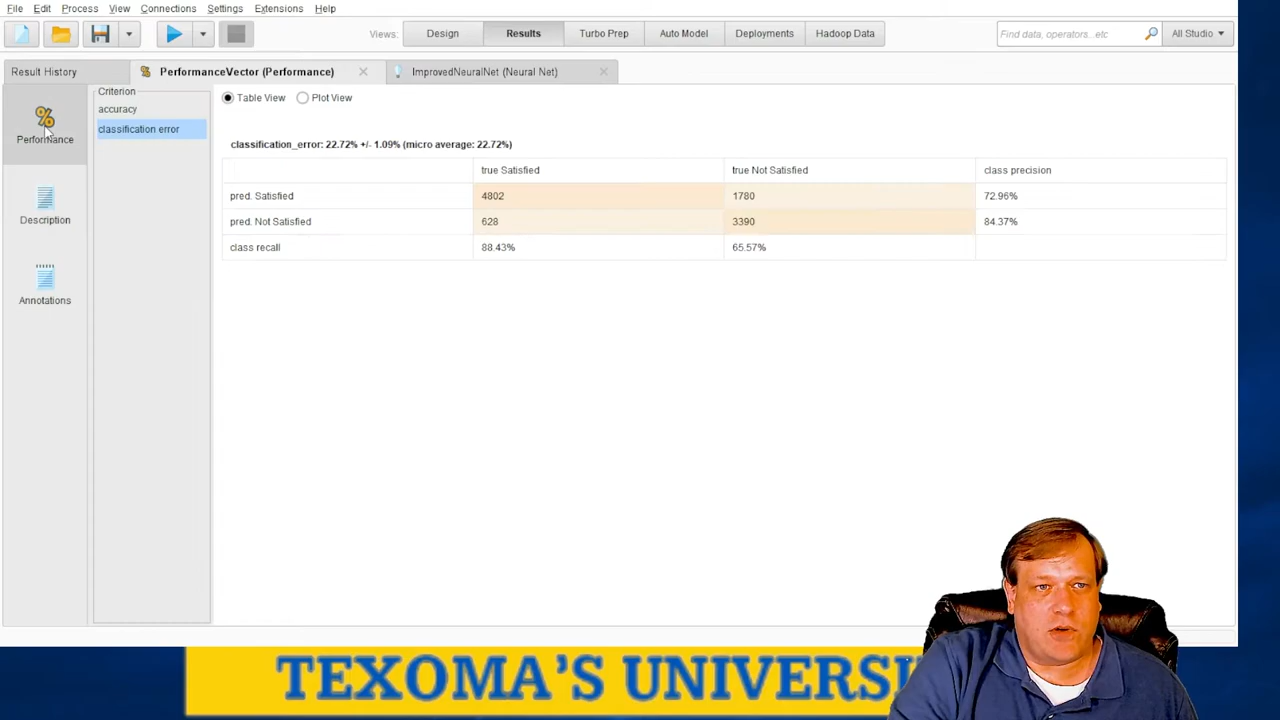 File Edit Process View Connections Settings Extensions Help
Views: Design Results Turbo Prep Auto Model Deployments Hadoop Data Find data, operators...etc All Studio
Result History PerformanceVector (Performance) ImprovedNeuralNet (Neural Net)
Criterion
accuracy
classification error
%
Performance
Description
Annotations
Table View Plot View
classification_error: 22.72% +/- 1.09% (micro average: 22.72%)
true Satisfied true Not Satisfied class precision
pred. Satisfied 4802 1780 72.96%
pred. Not Satisfied 628 3390 84.37%
class recall 88.43% 65.57%
TEXOMA'S